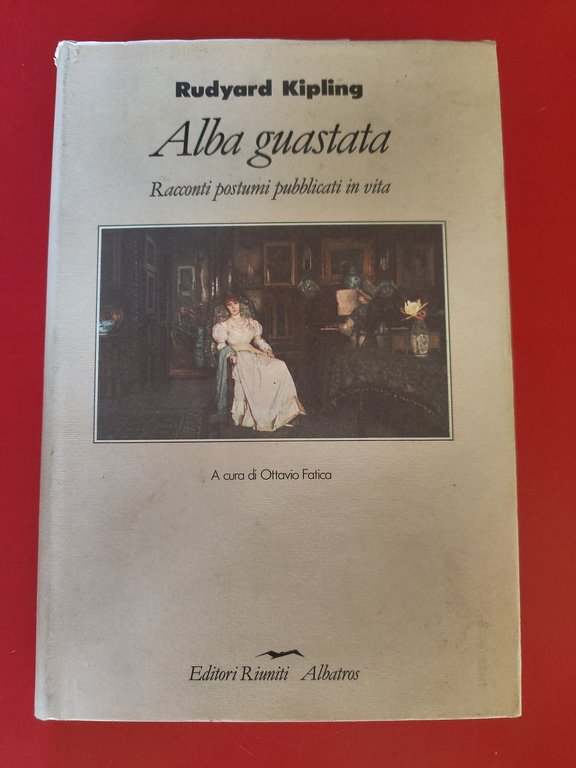 Rudyard Kipling
Alba guastata
Racconti postumi pubblicati in vita
A cura di Ottavio Fatica
Editori Riuniti Albatros